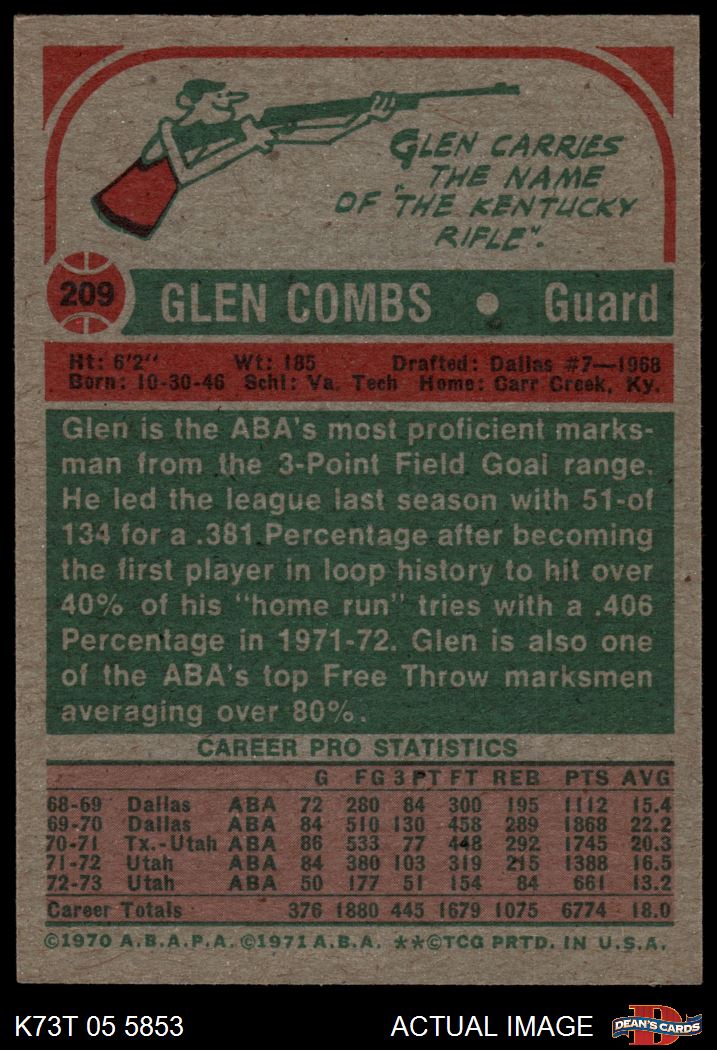 GLEN CARRIES
THE NAME
OF "THE KENTUCKY
RIFLE".
209 GLEN COMBS • Guard
Ht: 6'2" Wt: 185 Drafted: Dallas #7—1968
Born: 10-30-46 Schl: Va. Tech Home: Carr Creek, Ky.
Glen is the ABA's most proficient marks-
man from the 3-Point Field Goal range.
He led the league last season with 51-of
134 for a .381 Percentage after becoming
the first player in loop history to hit over
40% of his "home run" tries with a .406
Percentage in 1971-72. Glen is also one
of the ABA's top Free Throw marksmen
averaging over 80%.
CAREER PRO STATISTICS
G FG 3 PT FT REB PTS AVG
68-69 Dallas ABA 72 280 84 300 195 1112 15.4
69-70 Dallas ABA 84 510 130 458 289 1868 22.2
70-71 Tx.-Utah ABA 86 533 77 448 292 1745 20.3
71-72 Utah ABA 84 380 103 319 215 1388 16.5
72-73 Utah ABA 50 177 51 154 84 661 13.2
Career Totals 376 1880 445 1679 1075 6774 18.0
©1970 A.B.A.P.A. ©1971 A.B.A. **©TCG PRTD. IN U.S.A.
K73T 05 5853 ACTUAL IMAGE DEAN'S CARDS